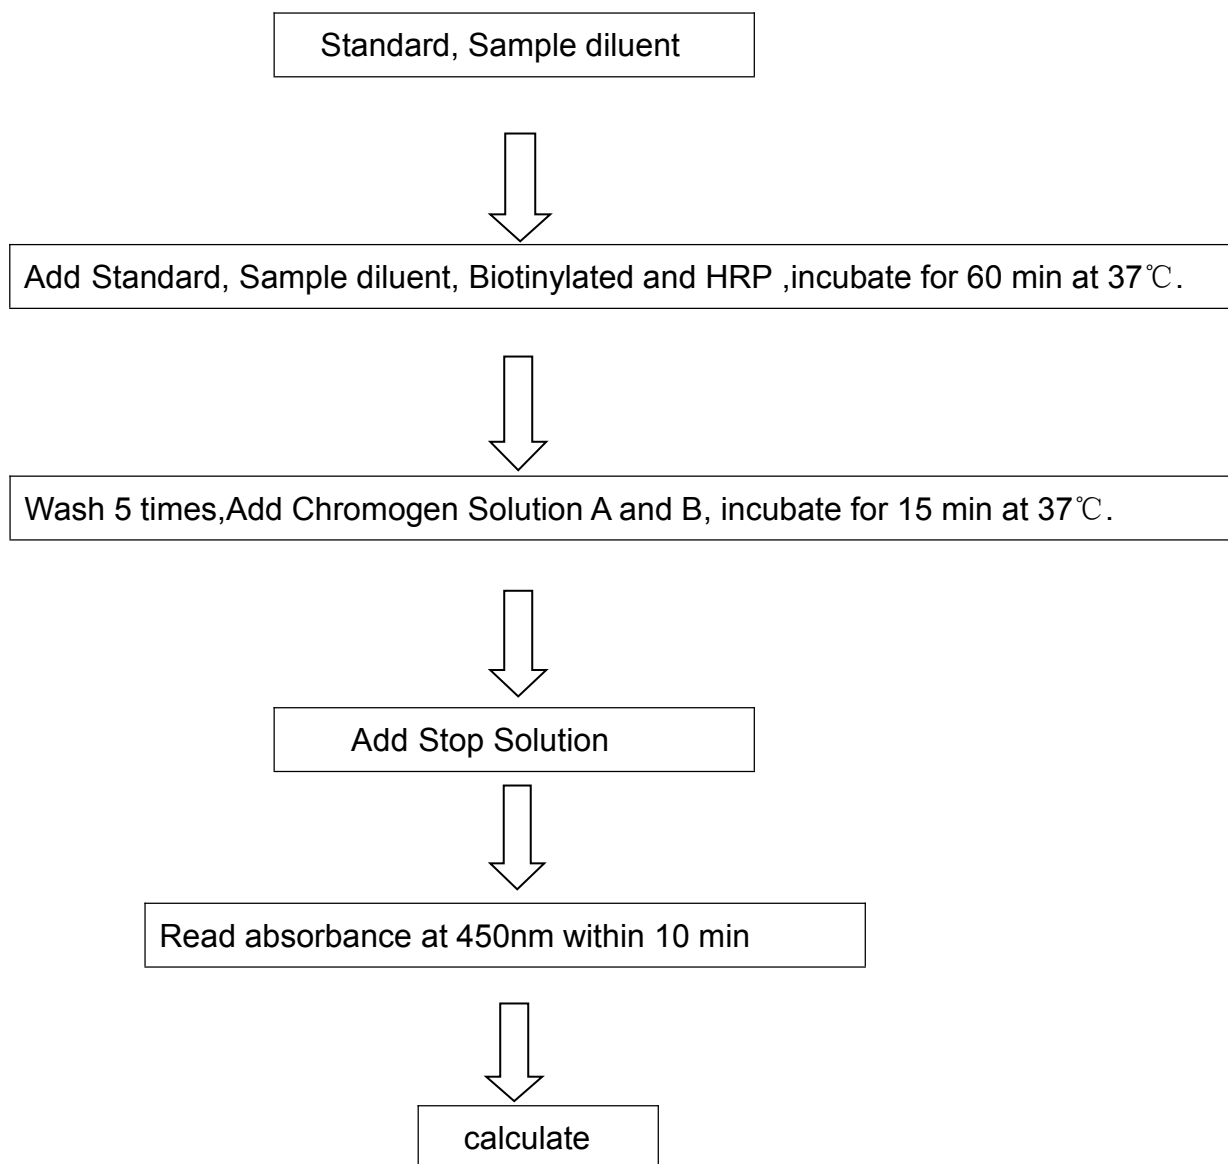 Standard, Sample diluent
Add Standard, Sample diluent, Biotinylated and HRP ,incubate for 60 min at 37℃.
Wash 5 times,Add Chromogen Solution A and B, incubate for 15 min at 37℃.
Add Stop Solution
Read absorbance at 450nm within 10 min
calculate